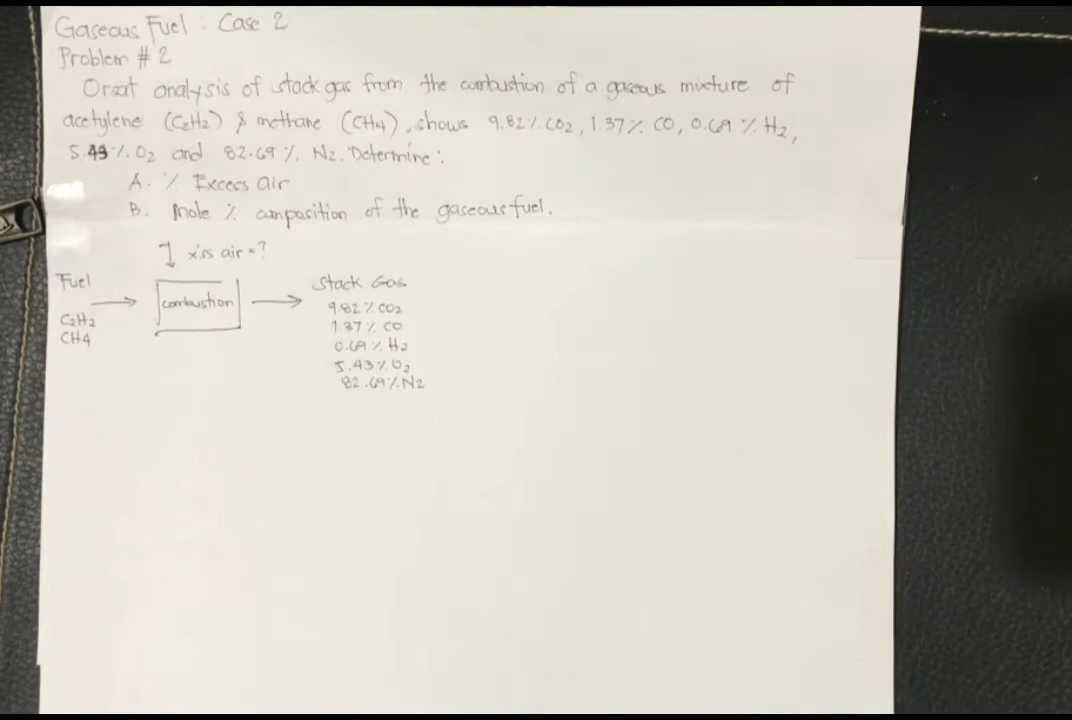 Gaseous Fuel : Case 2
Problem # 2
Orsat analysis of stack gas from the combustion of a gaseous mixture of
acetylene (C2H2) & methane (CH4), shows 9.82% CO2, 1.37% CO, 0.69% H2,
5.43% O2 and 82.69% N2. Determine:
A. % Excess air
B. Mole % composition of the gaseous fuel.
x'ss air = ?
Fuel
C2H2
CH4
combustion
Stack Gas
9.82% CO2
1.37% CO
0.69% H2
5.43% O2
82.69% N2